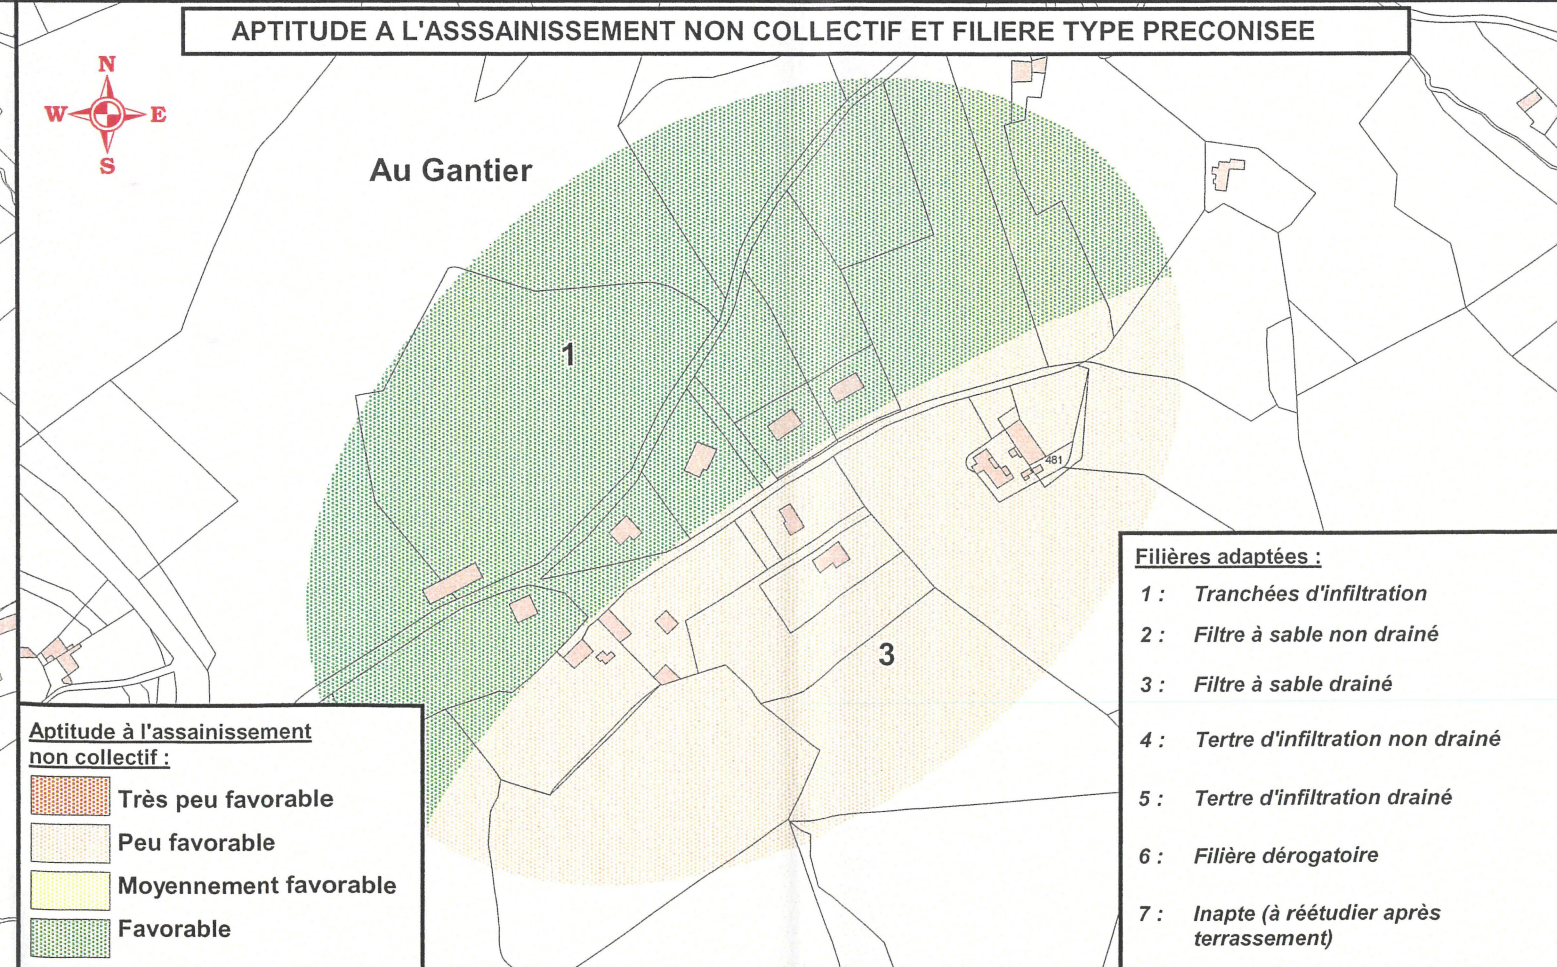 APTITUDE A L'ASSSAINISSEMENT NON COLLECTIF ET FILIERE TYPE PRECONISEE
N
W E
S
Au Gantier
1
481
3
Filières adaptées :
1 : Tranchées d'infiltration
2 : Filtre à sable non drainé
3 : Filtre à sable drainé
4 : Tertre d'infiltration non drainé
5 : Tertre d'infiltration drainé
6 : Filière dérogatoire
7 : Inapte (à réétudier après
terrassement)
Aptitude à l'assainissement
non collectif :
Très peu favorable
Peu favorable
Moyennement favorable
Favorable